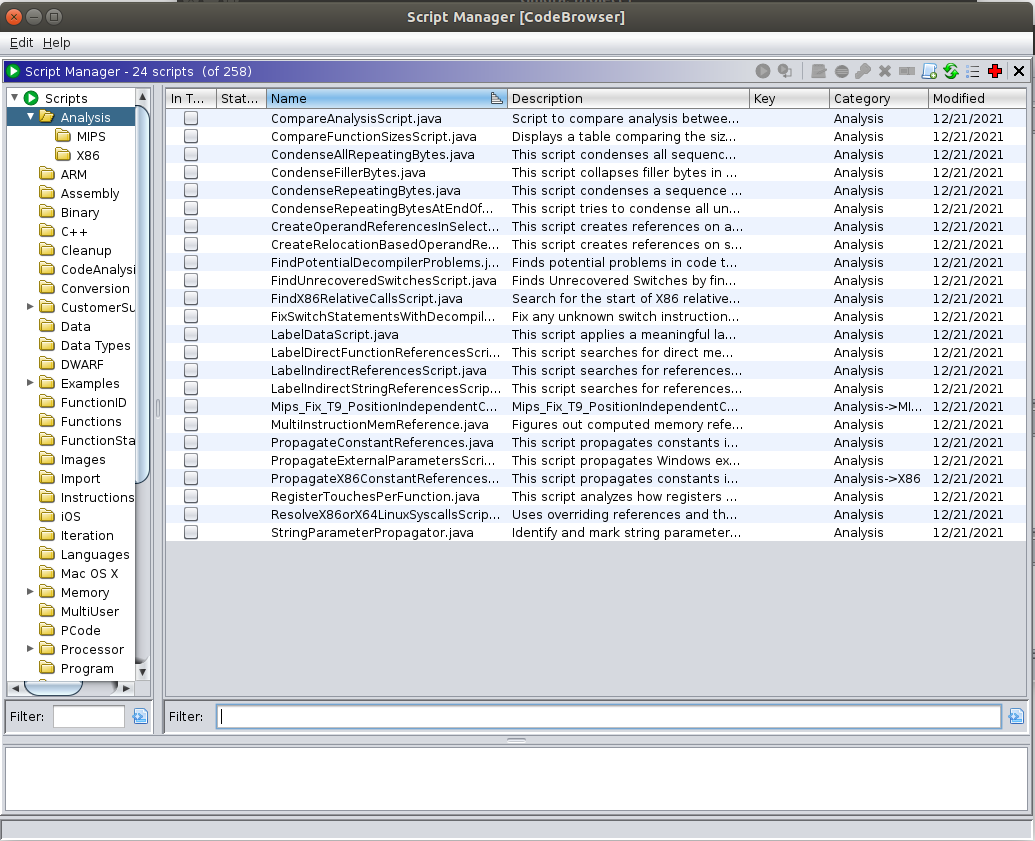 Script Manager [CodeBrowser]
Edit Help
Script Manager - 24 scripts (of 258)
Scripts
Analysis
MIPS
X86
ARM
Assembly
Binary
C++
Cleanup
CodeAnalysi
Conversion
CustomerSu
Data
Data Types
DWARF
Examples
FunctionID
Functions
FunctionSta
Images
Import
Instructions
iOS
Iteration
Languages
Mac OS X
Memory
MultiUser
PCode
Processor
Program
Filter:
In T... Stat... Name Description Key Category Modified
CompareAnalysisScript.java Script to compare analysis betwee... Analysis 12/21/2021
CompareFunctionSizesScript.java Displays a table comparing the siz... Analysis 12/21/2021
CondenseAllRepeatingBytes.java This script condenses all sequenc... Analysis 12/21/2021
CondenseFillerBytes.java This script collapses filler bytes in ... Analysis 12/21/2021
CondenseRepeatingBytes.java This script condenses a sequence ... Analysis 12/21/2021
CondenseRepeatingBytesAtEndOf... This script tries to condense all un... Analysis 12/21/2021
CreateOperandReferencesInSelect... This script creates references on a... Analysis 12/21/2021
CreateRelocationBasedOperandRe... This script creates references on s... Analysis 12/21/2021
FindPotentialDecompilerProblems.j... Finds potential problems in code t... Analysis 12/21/2021
FindUnrecoveredSwitchesScript.java Finds Unrecovered Switches by fin... Analysis 12/21/2021
FindX86RelativeCallsScript.java Search for the start of X86 relative... Analysis 12/21/2021
FixSwitchStatementsWithDecompil... Fix any unknown switch instruction... Analysis 12/21/2021
LabelDataScript.java This script applies a meaningful la... Analysis 12/21/2021
LabelDirectFunctionReferencesScri... This script searches for direct me... Analysis 12/21/2021
LabelIndirectReferencesScript.java This script searches for references... Analysis 12/21/2021
LabelIndirectStringReferencesScrip... This script searches for references... Analysis 12/21/2021
Mips_Fix_T9_PositionIndependentC... Mips_Fix_T9_PositionIndependentC... Analysis->MI... 12/21/2021
MultiInstructionMemReference.java Figures out computed memory refe... Analysis 12/21/2021
PropagateConstantReferences.java This script propagates constants i... Analysis 12/21/2021
PropagateExternalParametersScri... This script propagates Windows ex... Analysis 12/21/2021
PropagateX86ConstantReferences... This script propagates constants i... Analysis->X86 12/21/2021
RegisterTouchesPerFunction.java This script analyzes how registers ... Analysis 12/21/2021
ResolveX86orX64LinuxSyscallsScrip... Uses overriding references and th... Analysis 12/21/2021
StringParameterPropagator.java Identify and mark string parameter... Analysis 12/21/2021
Filter: